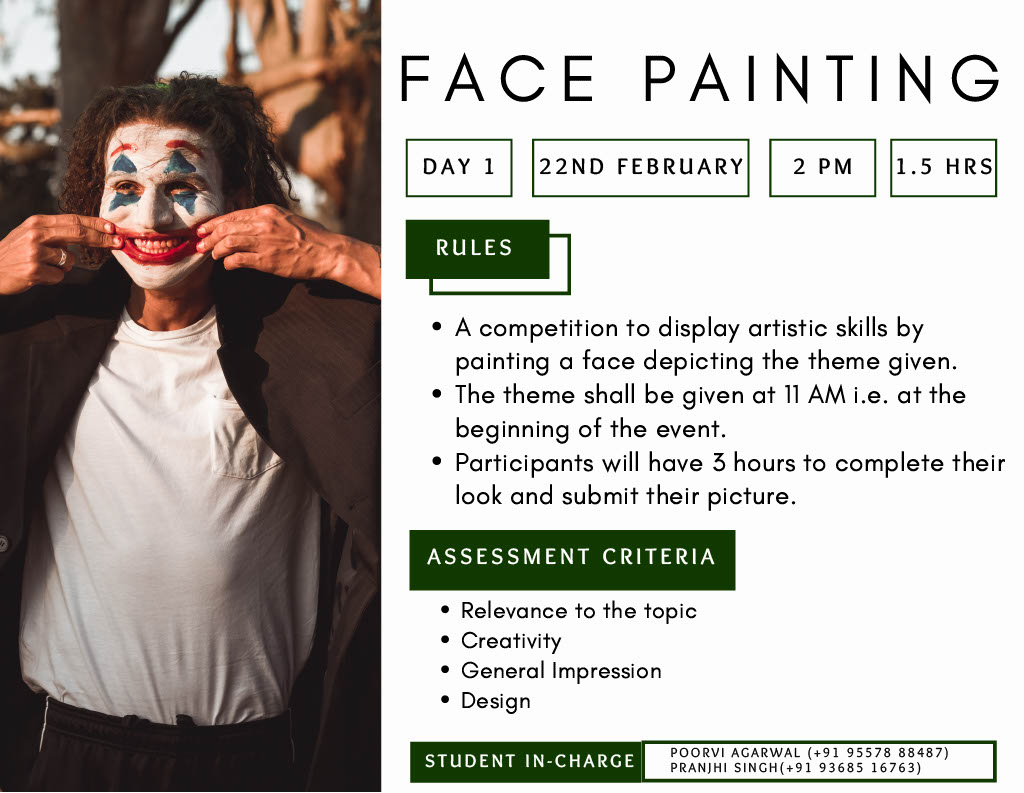 FACE PAINTING
DAY 1
22ND FEBRUARY
2 PM
1.5 HRS
RULES
• A competition to display artistic skills by
painting a face depicting the theme given.
• The theme shall be given at 11 AM i.e. at the
beginning of the event.
• Participants will have 3 hours to complete their
look and submit their picture.
ASSESSMENT CRITERIA
• Relevance to the topic
• Creativity
• General Impression
• Design
STUDENT IN-CHARGE
POORVI AGARWAL (+91 95578 88487)
PRANJHI SINGH(+91 93685 16763)